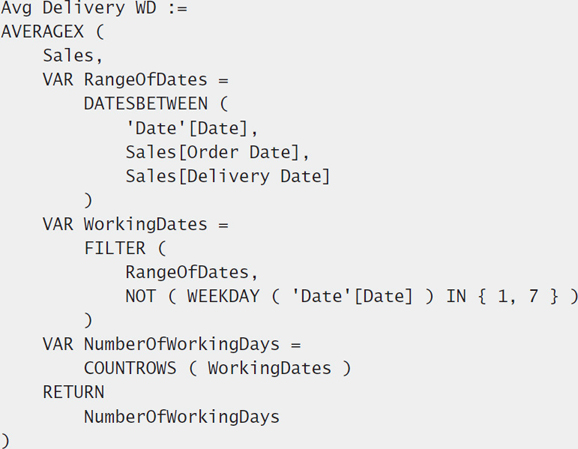 Avg Delivery WD :=
AVERAGEX (
    Sales,
    VAR RangeOfDates =
        DATESBETWEEN (
            'Date'[Date],
            Sales[Order Date],
            Sales[Delivery Date]
        )
    VAR WorkingDates =
        FILTER (
            RangeOfDates,
            NOT ( WEEKDAY ( 'Date'[Date] ) IN { 1, 7 } )
        )
    VAR NumberOfWorkingDays =
        COUNTROWS ( WorkingDates )
    RETURN
        NumberOfWorkingDays
)